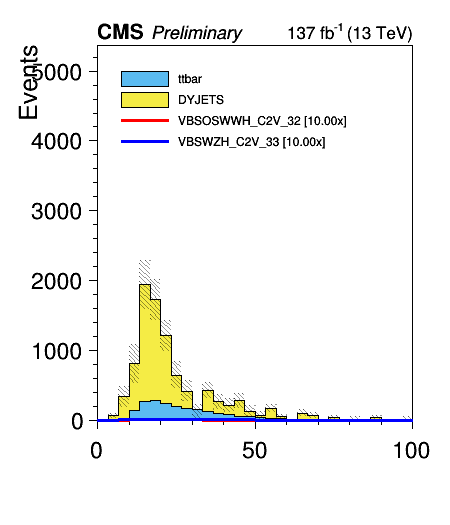 CMS Preliminary 137 fb-1 (13 TeV)
Events
5000
4000
3000
2000
1000
0
ttbar
DYJETS
VBSOSWWH_C2V_32 [10.00x]
VBSWZH_C2V_33 [10.00x]
0 50 100